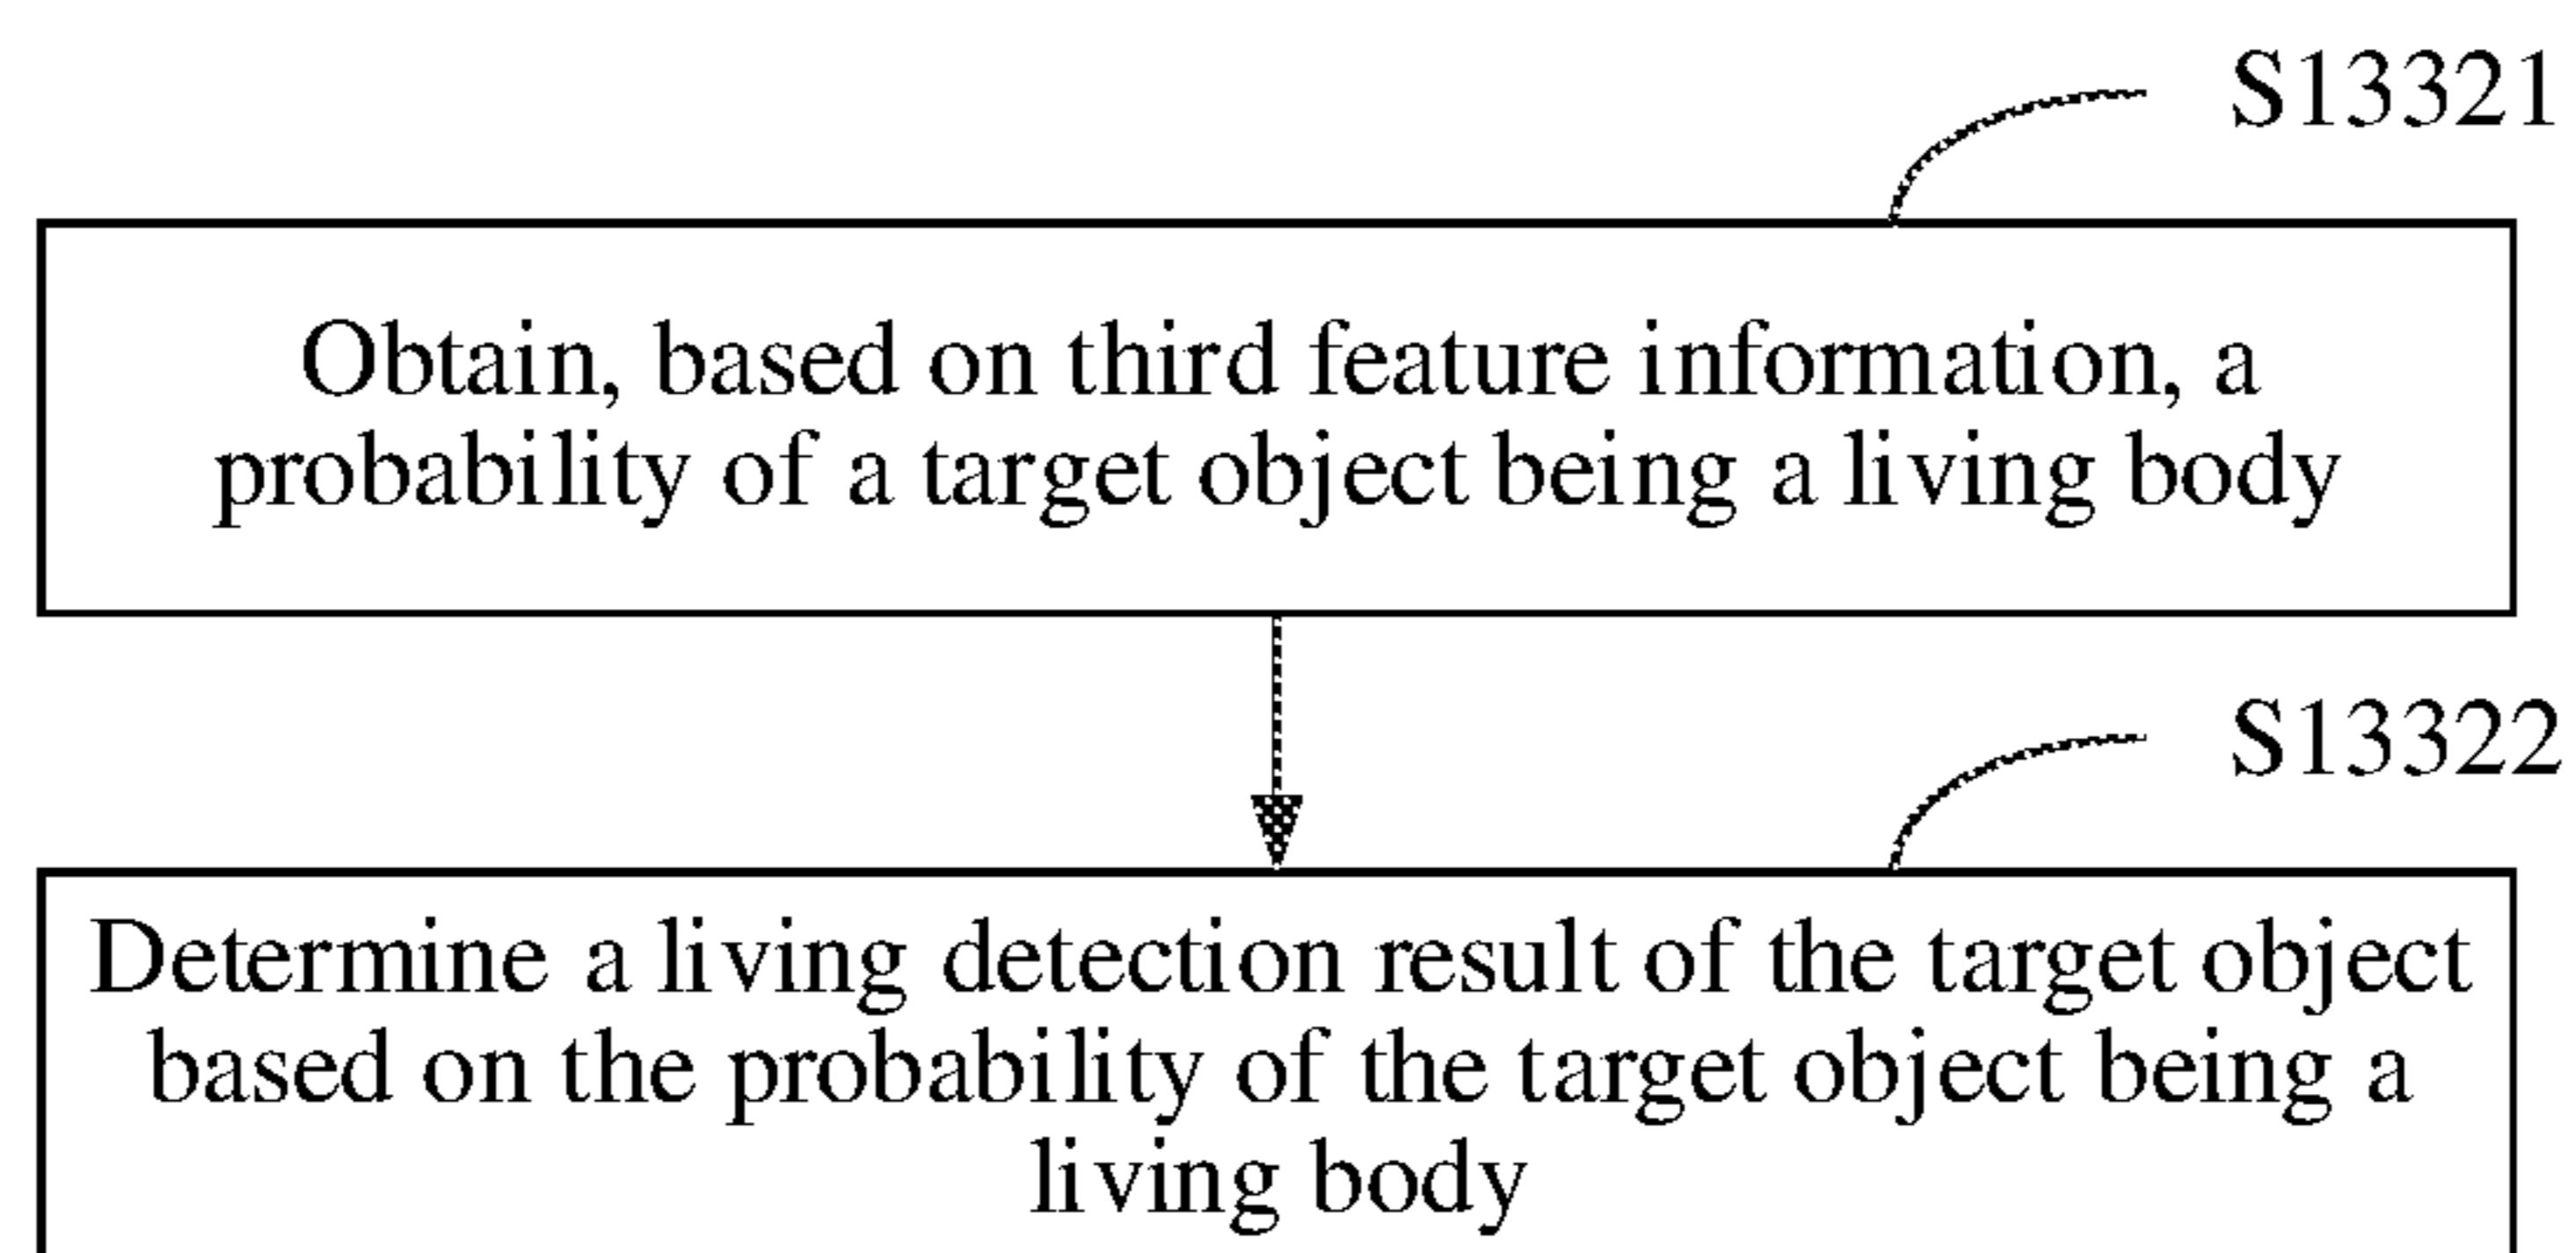 S13321
Obtain, based on third feature information, a
probability of a target object being a living body
S13322
Determine a living detection result of the target object
based on the probability of the target object being a
living body